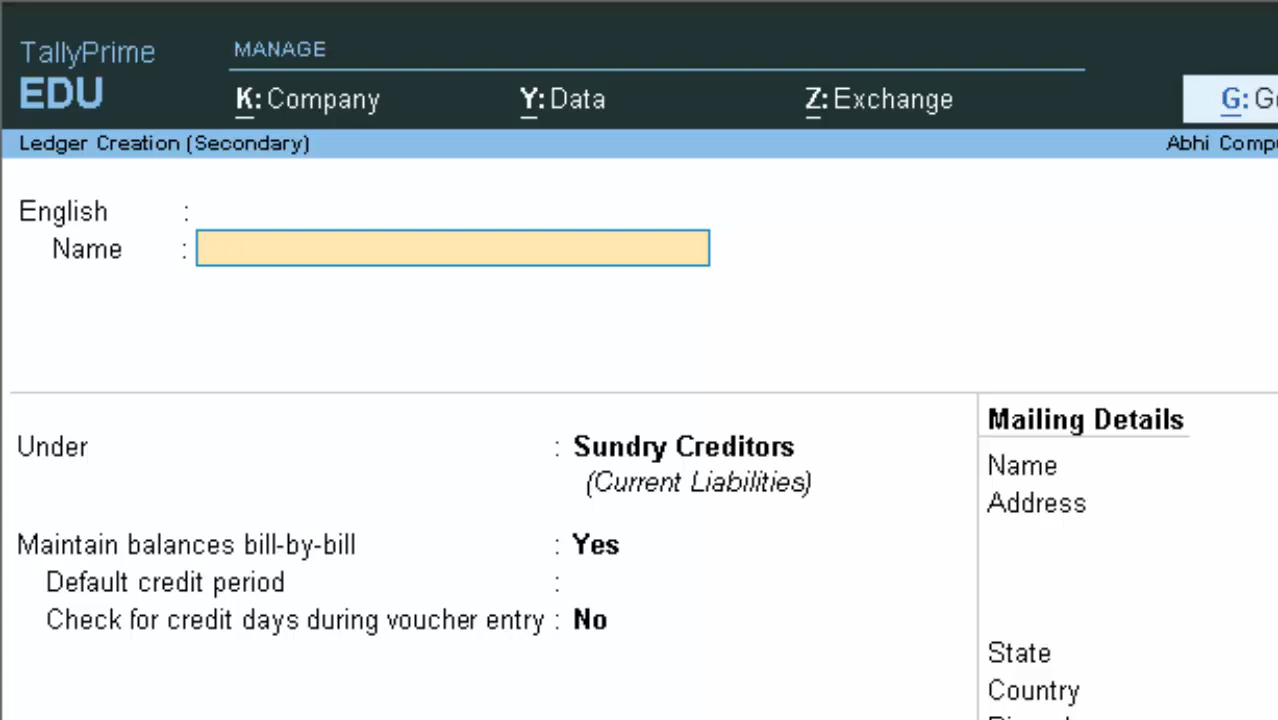 TallyPrime
EDU
MANAGE
K: Company Y: Data Z: Exchange G:
Ledger Creation (Secondary) Abhi
English :
Name :
Under : Sundry Creditors
(Current Liabilities)
Maintain balances bill-by-bill : Yes
Default credit period :
Check for credit days during voucher entry : No
Mailing Details
Name
Address
State
Country